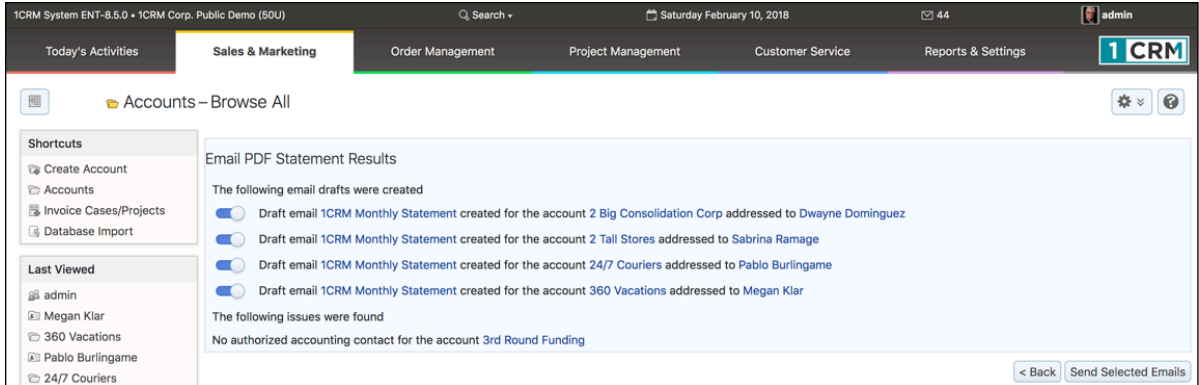 1CRM System ENT-8.5.0 • 1CRM Corp. Public Demo (50U) Search Saturday February 10, 2018 44 admin
Today's Activities Sales & Marketing Order Management Project Management Customer Service Reports & Settings 1 CRM
Accounts – Browse All
Shortcuts
Create Account
Accounts
Invoice Cases/Projects
Database Import
Last Viewed
admin
Megan Klar
360 Vacations
Pablo Burlingame
24/7 Couriers
Email PDF Statement Results
The following email drafts were created
Draft email 1CRM Monthly Statement created for the account 2 Big Consolidation Corp addressed to Dwayne Dominguez
Draft email 1CRM Monthly Statement created for the account 2 Tall Stores addressed to Sabrina Ramage
Draft email 1CRM Monthly Statement created for the account 24/7 Couriers addressed to Pablo Burlingame
Draft email 1CRM Monthly Statement created for the account 360 Vacations addressed to Megan Klar
The following issues were found
No authorized accounting contact for the account 3rd Round Funding
< Back Send Selected Emails